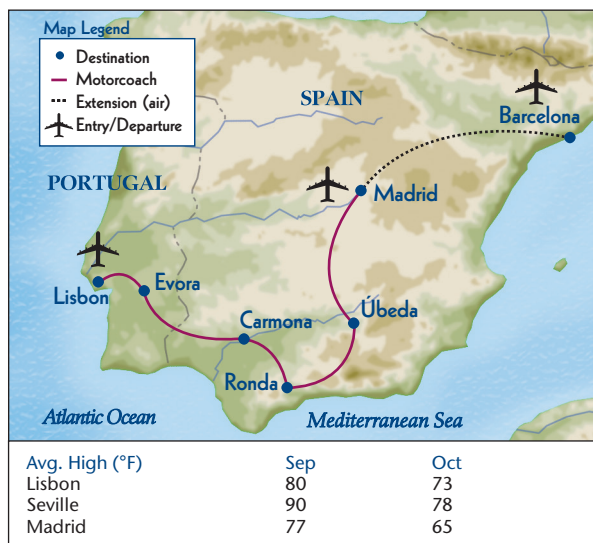 Map Legend
Destination
Motorcoach
Extension (air)
Entry/Departure
SPAIN
Barcelona
PORTUGAL
Madrid
Lisbon
Evora
Carmona
Úbeda
Ronda
Atlantic Ocean
Mediterranean Sea
Avg. High (°F) Sep Oct
Lisbon 80 73
Seville 90 78
Madrid 77 65